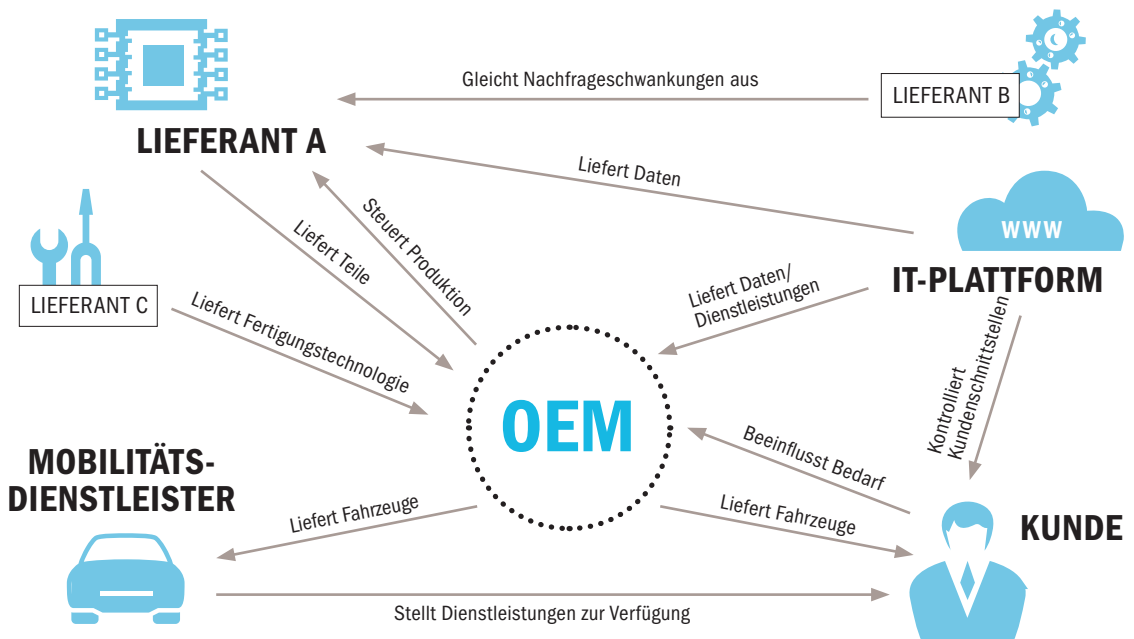 Gleicht Nachfrageschwankungen aus
LIEFERANT B
LIEFERANT A
Liefert Daten
WWW
IT-PLATTFORM
Steuert Produktion
Liefert Teile
LIEFERANT C
Liefert Fertigungstechnologie
Liefert Daten/
Dienstleistungen
Kontrolliert
Kundenschnittstellen
OEM
Beeinflusst Bedarf
MOBILITÄTS-
DIENSTLEISTER
Liefert Fahrzeuge
Liefert Fahrzeuge
KUNDE
Stellt Dienstleistungen zur Verfügung